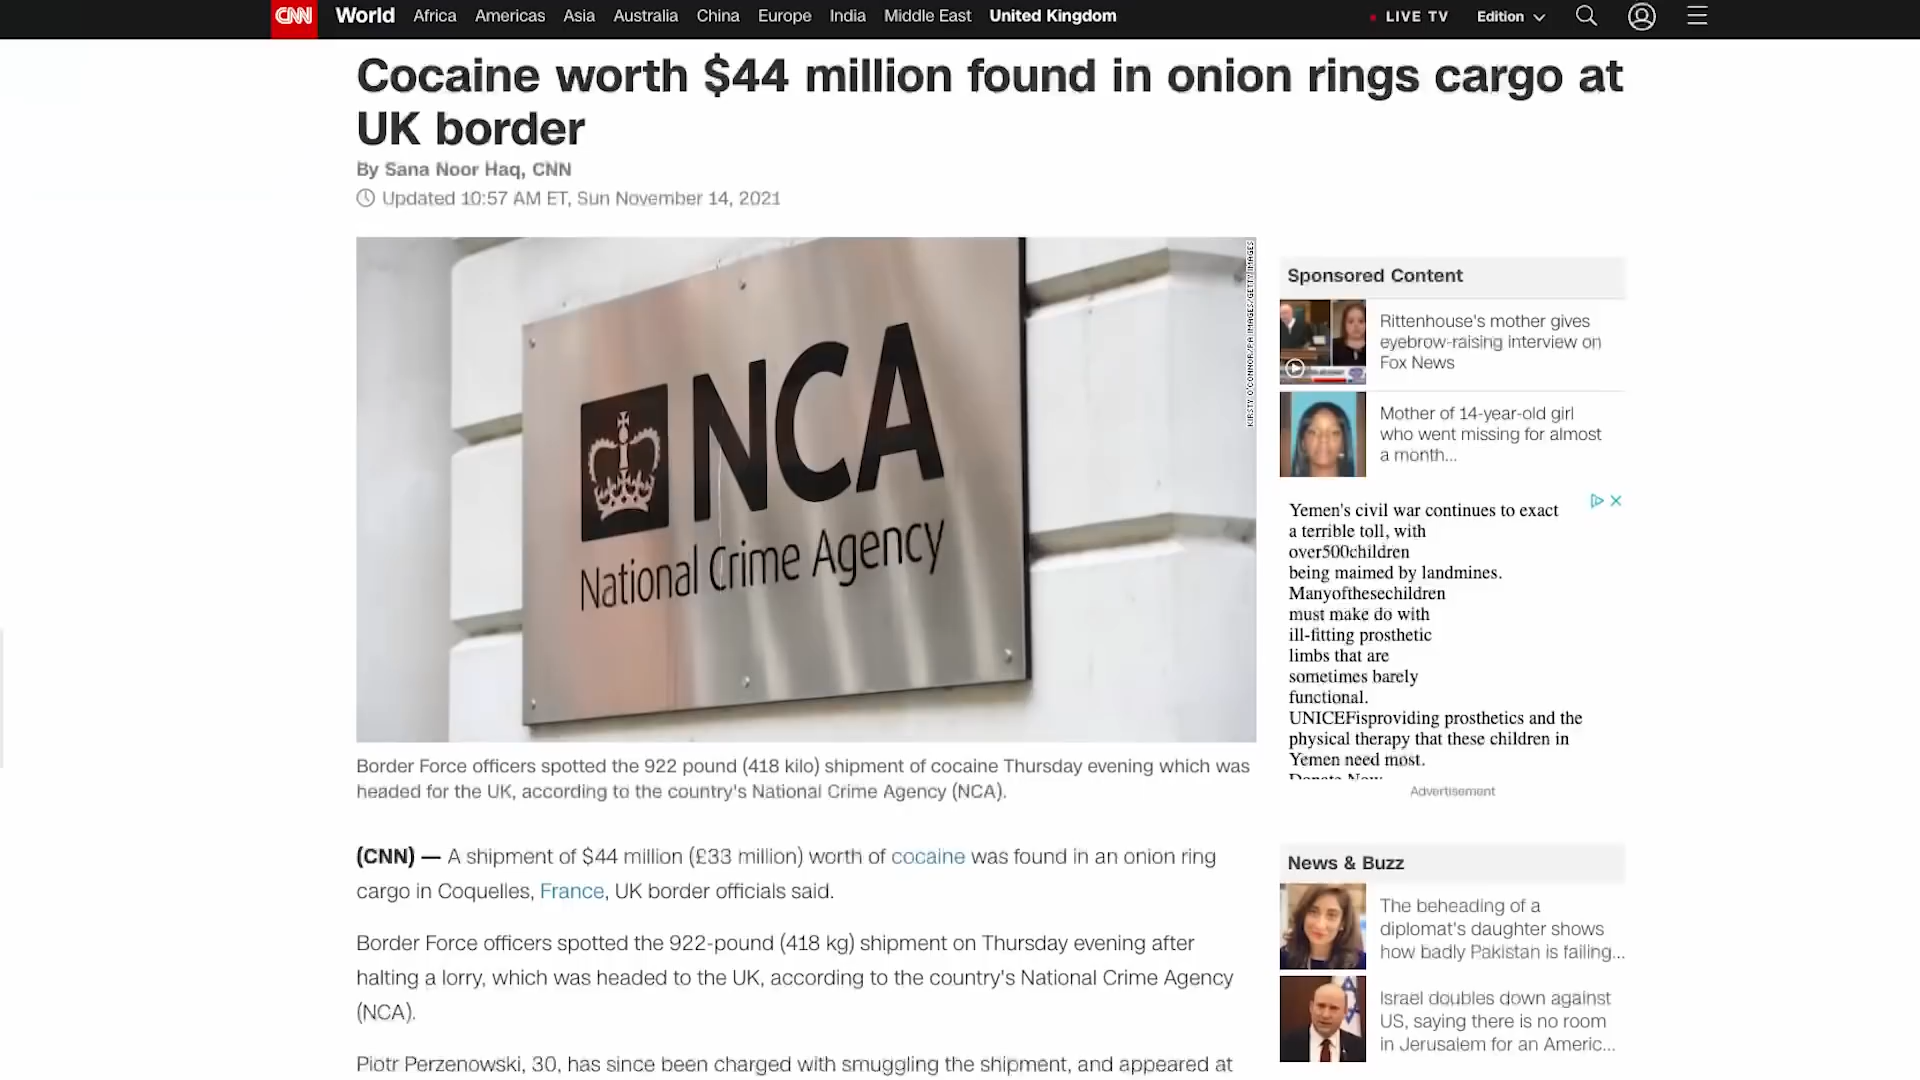 CNN World Africa Americas Asia Australia China Europe India Middle East United Kingdom LIVE TV Edition
Cocaine worth $44 million found in onion rings cargo at
UK border
By Sana Noor Haq, CNN
Updated 10:57 AM ET, Sun November 14, 2021
NCA
National Crime Agency
KIRSTY O'CONNOR/PA IMAGES/GETTY IMAGES
Border Force officers spotted the 922 pound (418 kilo) shipment of cocaine Thursday evening which was
headed for the UK, according to the country's National Crime Agency (NCA).
(CNN) — A shipment of $44 million (£33 million) worth of cocaine was found in an onion ring
cargo in Coquelles, France, UK border officials said.
Border Force officers spotted the 922-pound (418 kg) shipment on Thursday evening after
halting a lorry, which was headed to the UK, according to the country's National Crime Agency
(NCA).
Piotr Perzenowski, 30, has since been charged with smuggling the shipment, and appeared at
Sponsored Content
Rittenhouse's mother gives
eyebrow-raising interview on
Fox News
Mother of 14-year-old girl
who went missing for almost
a month...
Yemen's civil war continues to exact
a terrible toll, with
over500children
being maimed by landmines.
Manyofthesechildren
must make do with
ill-fitting prosthetic
limbs that are
sometimes barely
functional.
UNICEFisproviding prosthetics and the
physical therapy that these children in
Yemen need most.
Donate Now
Advertisement
News & Buzz
The beheading of a
diplomat's daughter shows
how badly Pakistan is failing...
Israel doubles down against
US, saying there is no room
in Jerusalem for an Americ...